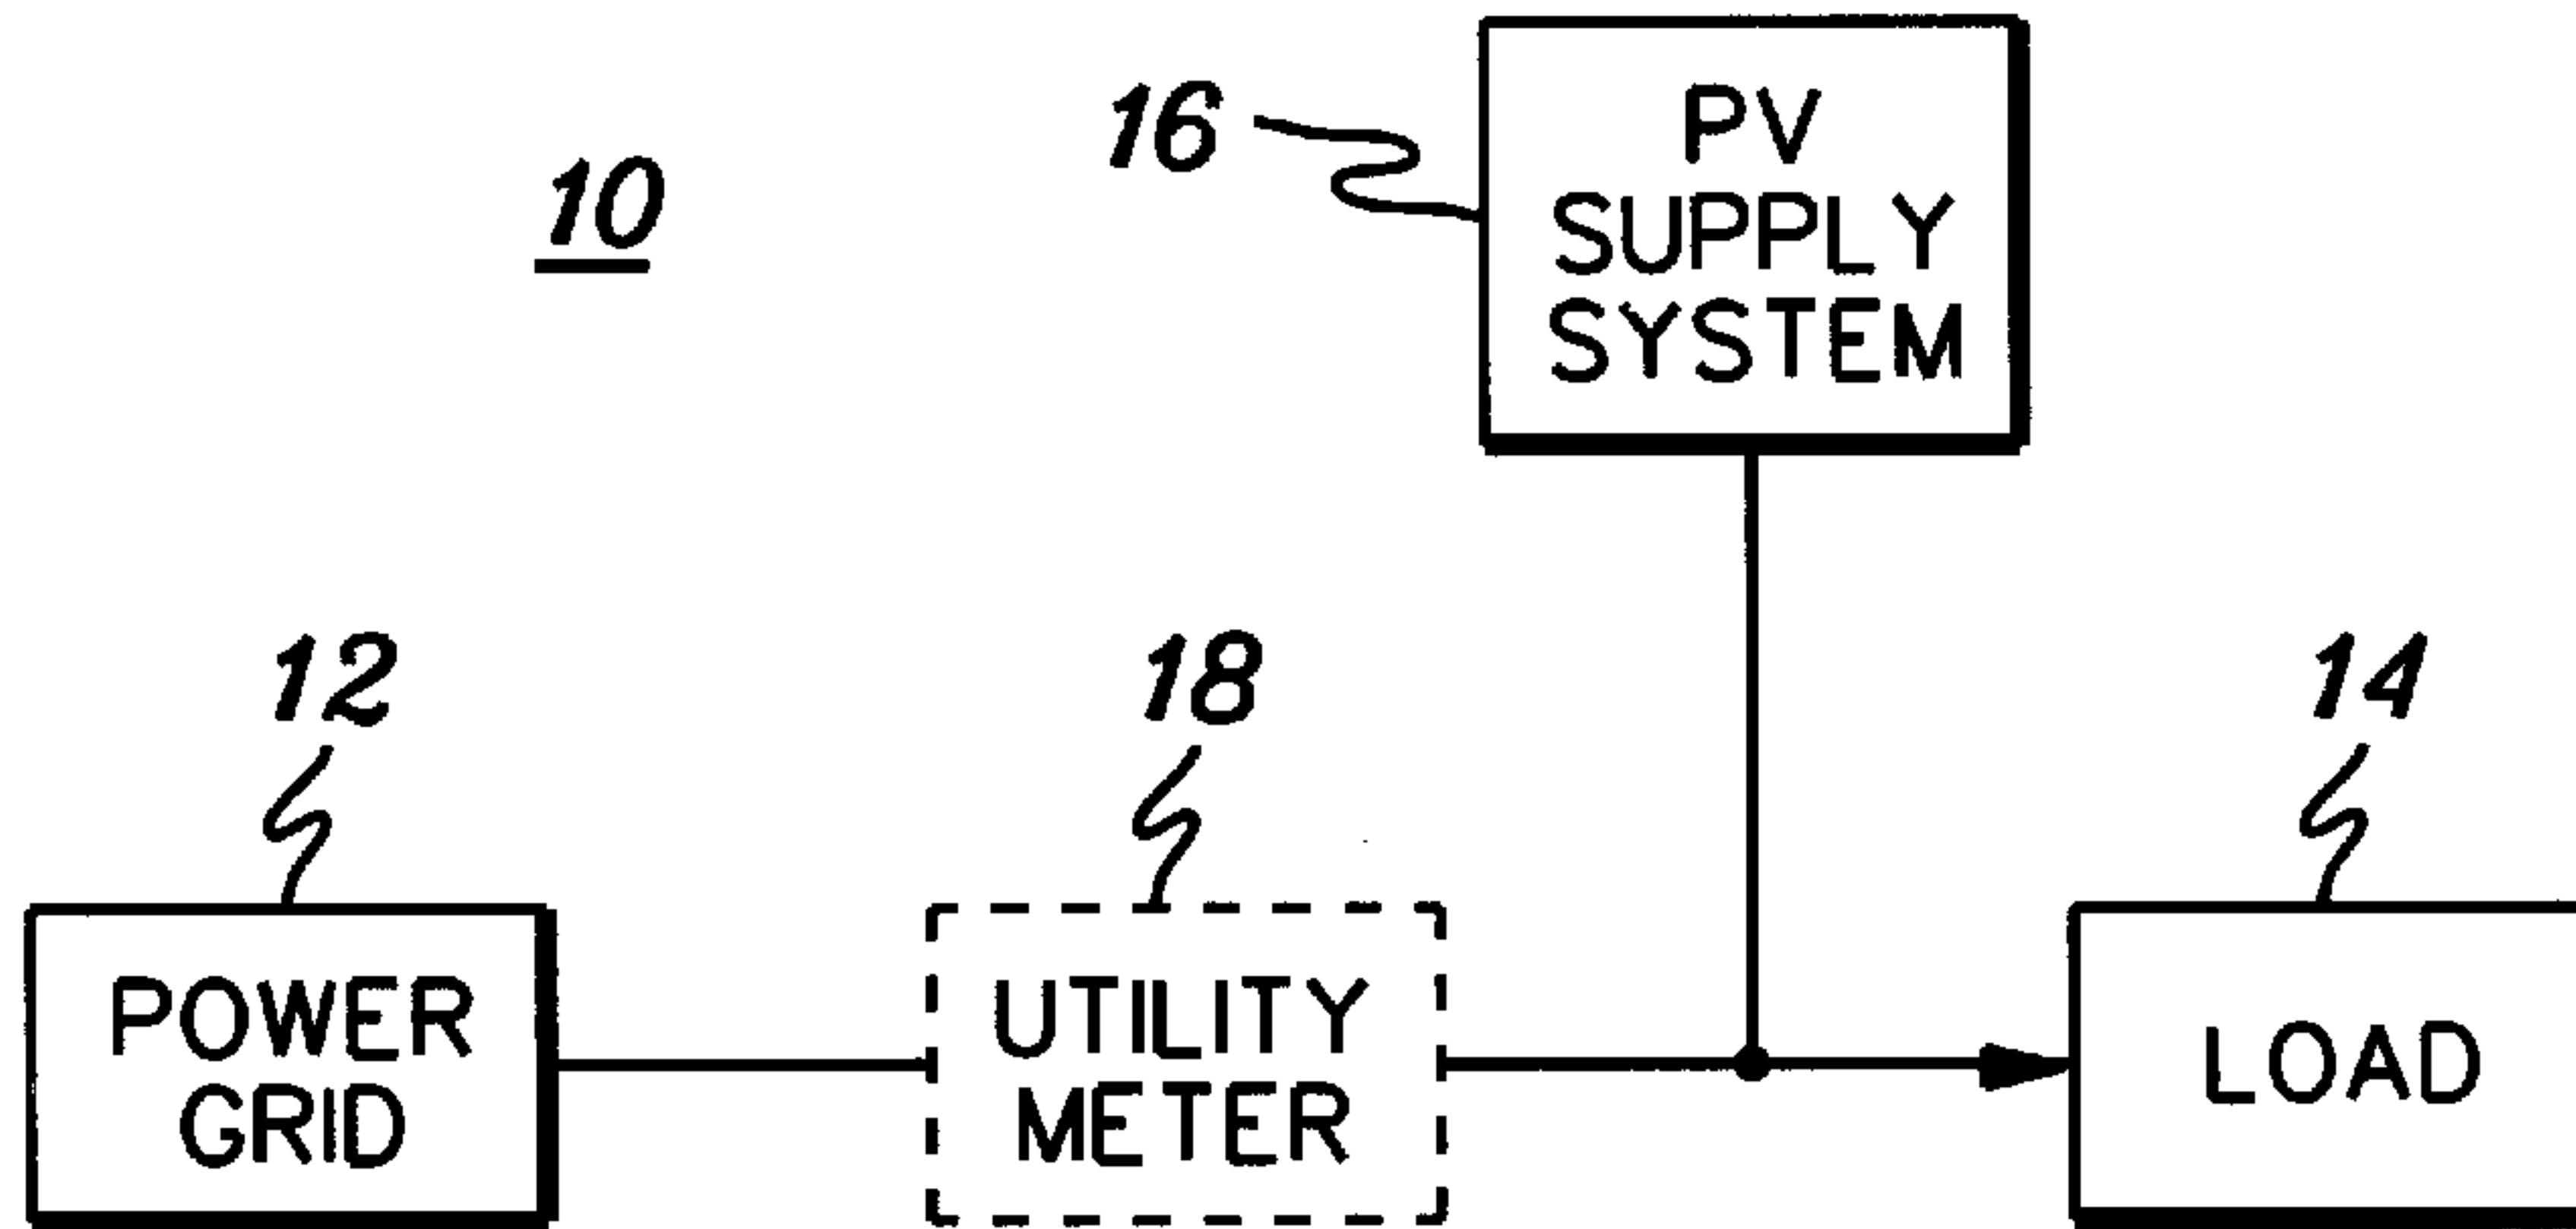 10
16
PV
SUPPLY
SYSTEM
12
18
14
POWER
GRID
UTILITY
METER
LOAD